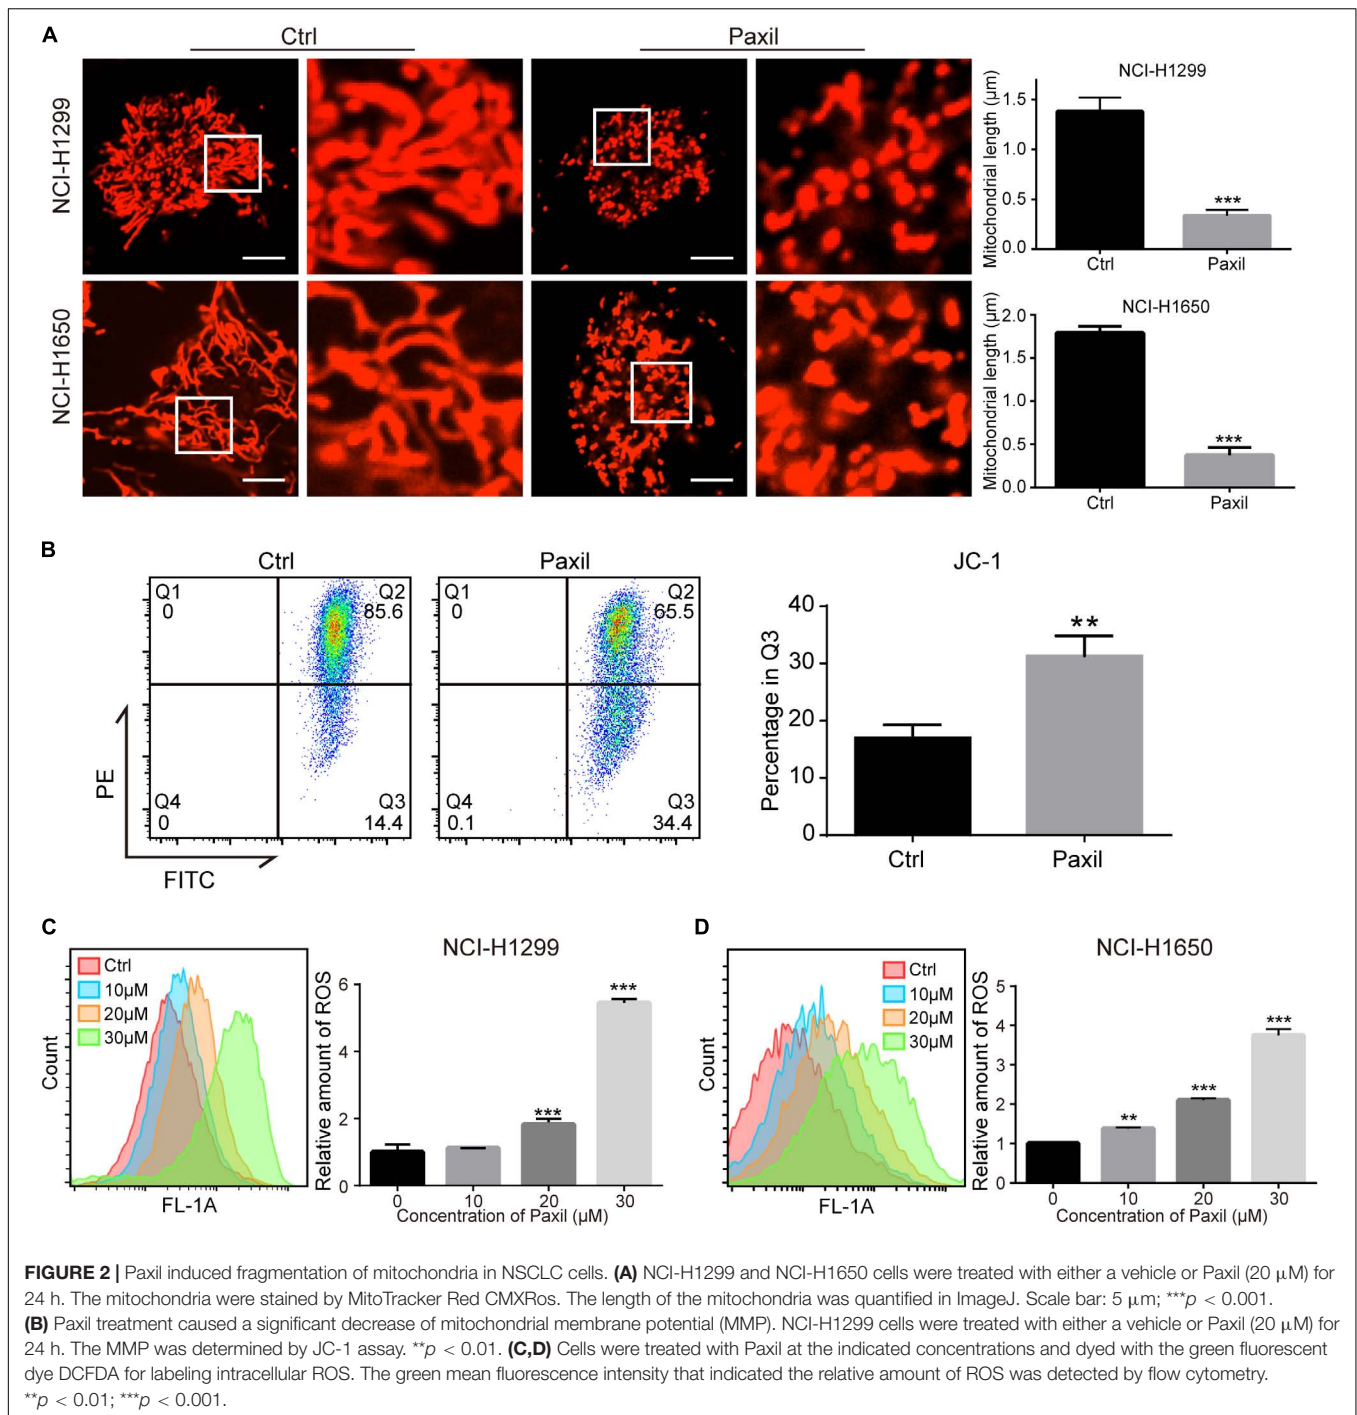 A
Ctrl
Paxil
NCI-H1299
NCI-H1650
NCI-H1299
Mitochondrial length (μm)
1.5
1.0
0.5
0.0
***
Ctrl
Paxil
NCI-H1650
Mitochondrial length (μm)
2.0
1.5
1.0
0.5
0.0
***
Ctrl
Paxil
B
Ctrl
Q1
0
Q2
85.6
Q4
0
Q3
14.4
PE
FITC
Paxil
Q1
0
Q2
65.5
Q4
0.1
Q3
34.4
JC-1
Percentage in Q3
40
30
20
10
0
**
Ctrl
Paxil
C
Ctrl
10μM
20μM
30μM
Count
FL-1A
NCI-H1299
Relative amount of ROS
6
4
2
0
***
***
0 10 20 30
Concentration of Paxil (μM)
D
Ctrl
10μM
20μM
30μM
Count
FL-1A
NCI-H1650
Relative amount of ROS
5
4
3
2
1
0
**
***
***
0 10 20 30
Concentration of Paxil (μM)
FIGURE 2 | Paxil induced fragmentation of mitochondria in NSCLC cells. (A) NCI-H1299 and NCI-H1650 cells were treated with either a vehicle or Paxil (20 μM) for
24 h. The mitochondria were stained by MitoTracker Red CMXRos. The length of the mitochondria was quantified in ImageJ. Scale bar: 5 μm; ***p < 0.001.
(B) Paxil treatment caused a significant decrease of mitochondrial membrane potential (MMP). NCI-H1299 cells were treated with either a vehicle or Paxil (20 μM) for
24 h. The MMP was determined by JC-1 assay. **p < 0.01. (C,D) Cells were treated with Paxil at the indicated concentrations and dyed with the green fluorescent
dye DCFDA for labeling intracellular ROS. The green mean fluorescence intensity that indicated the relative amount of ROS was detected by flow cytometry.
**p < 0.01; ***p < 0.001.